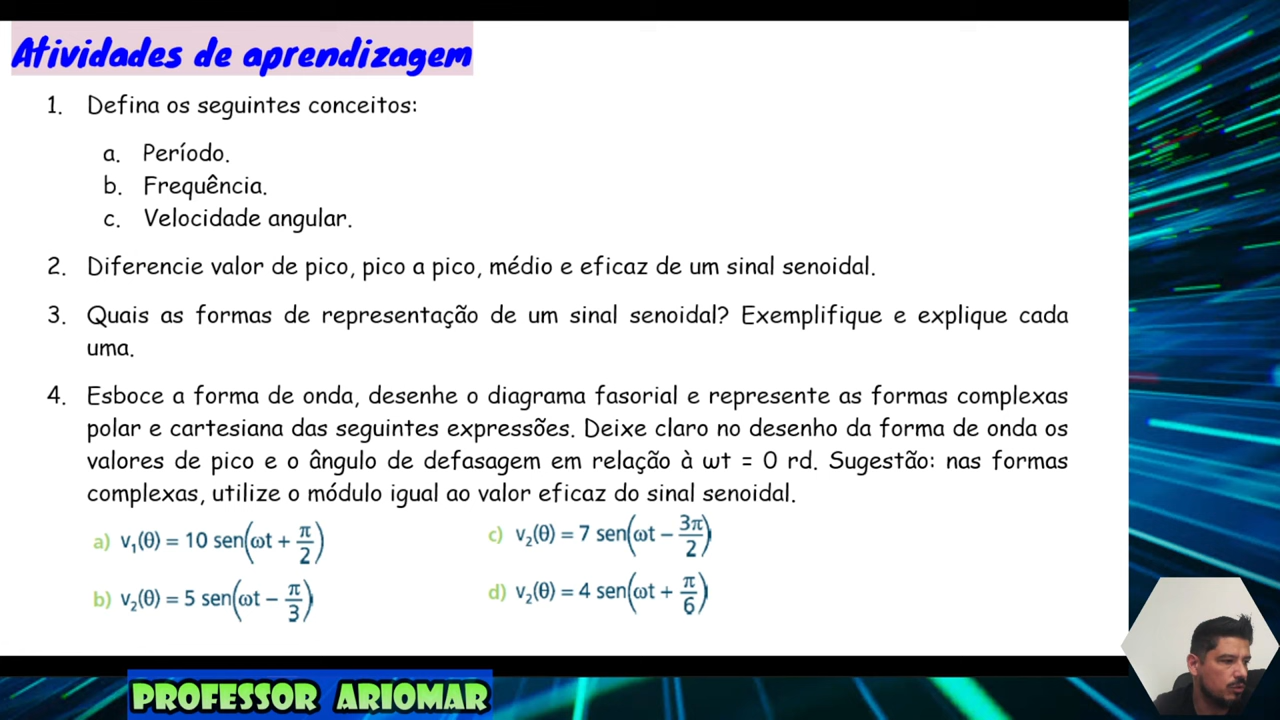 Atividades de aprendizagem
1. Defina os seguintes conceitos:
a. Período.
b. Frequência.
c. Velocidade angular.
2. Diferencie valor de pico, pico a pico, médio e eficaz de um sinal senoidal.
3. Quais as formas de representação de um sinal senoidal? Exemplifique e explique cada
uma.
4. Esboce a forma de onda, desenhe o diagrama fasorial e represente as formas complexas
polar e cartesiana das seguintes expressões. Deixe claro no desenho da forma de onda os
valores de pico e o ângulo de defasagem em relação à ωt = 0 rd. Sugestão: nas formas
complexas, utilize o módulo igual ao valor eficaz do sinal senoidal.
a) v₁(θ) = 10 sen(ωt + π/2)
b) v₂(θ) = 5 sen(ωt − π/3)
c) v₂(θ) = 7 sen(ωt − 3π/2)
d) v₂(θ) = 4 sen(ωt + π/6)
PROFESSOR ARIOMAR